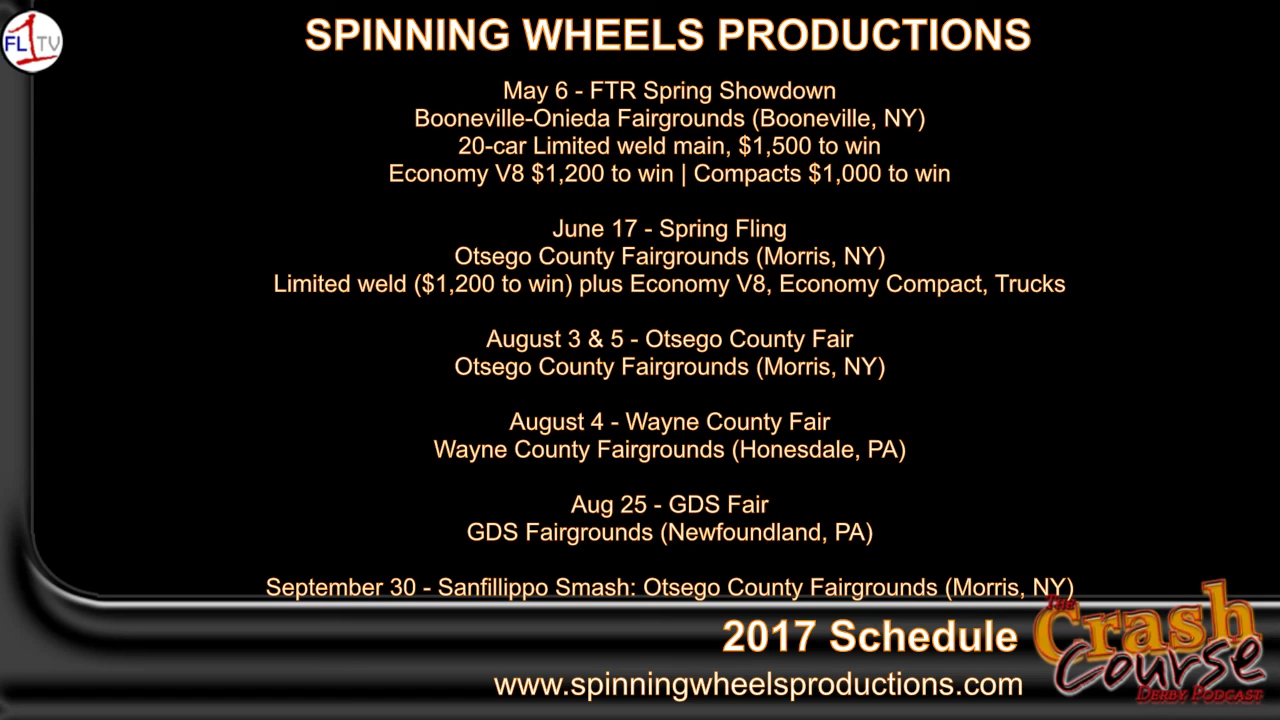 FL1TV
SPINNING WHEELS PRODUCTIONS
May 6 - FTR Spring Showdown
Booneville-Onieda Fairgrounds (Booneville, NY)
20-car Limited weld main, $1,500 to win
Economy V8 $1,200 to win | Compacts $1,000 to win
June 17 - Spring Fling
Otsego County Fairgrounds (Morris, NY)
Limited weld ($1,200 to win) plus Economy V8, Economy Compact, Trucks
August 3 & 5 - Otsego County Fair
Otsego County Fairgrounds (Morris, NY)
August 4 - Wayne County Fair
Wayne County Fairgrounds (Honesdale, PA)
Aug 25 - GDS Fair
GDS Fairgrounds (Newfoundland, PA)
September 30 - Sanfillippo Smash: Otsego County Fairgrounds (Morris, NY)
2017 Schedule
www.spinningwheelsproductions.com
THE
Crash
Course
DERBY PODCAST